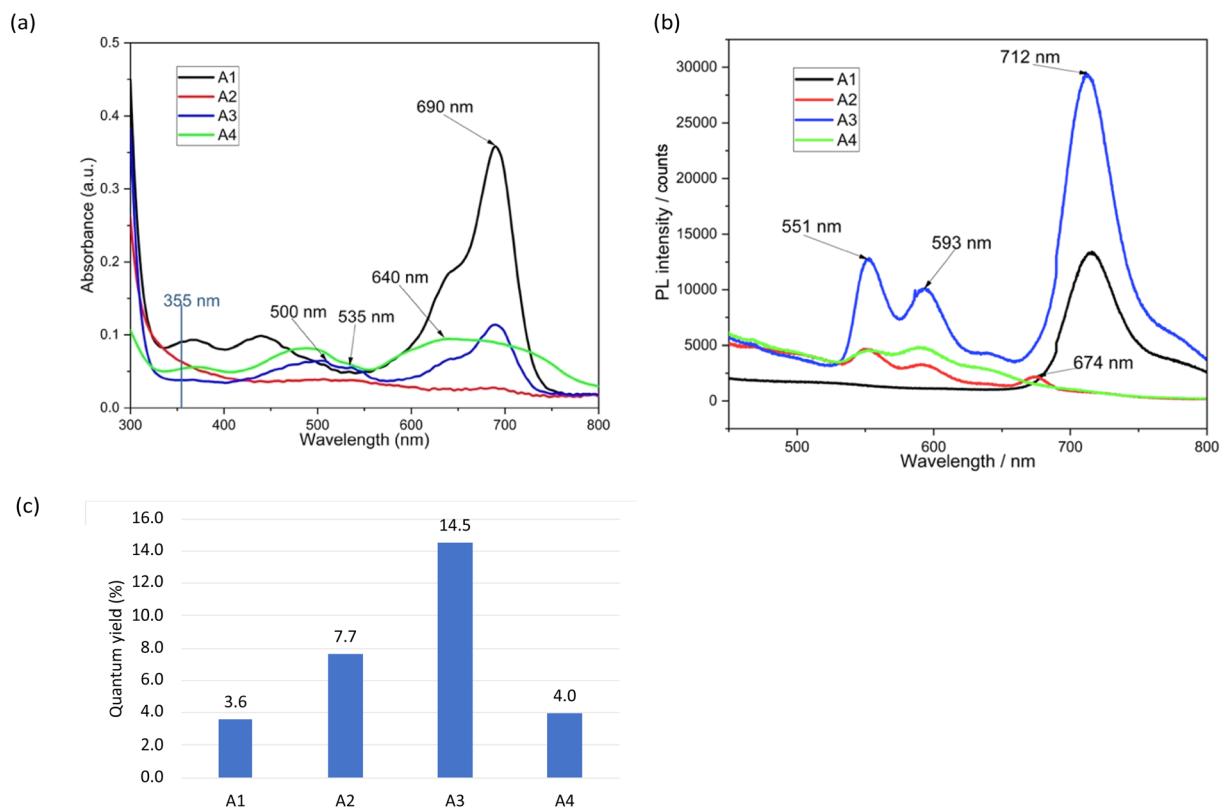 (a)
0.5
0.4
0.3
0.2
0.1
0.0
Absorbance (a.u.)
A1
A2
A3
A4
690 nm
640 nm
355 nm
500 nm
535 nm
300
400
500
600
700
800
Wavelength (nm)
(b)
30000
25000
20000
15000
10000
5000
0
PL intensity / counts
A1
A2
A3
A4
712 nm
551 nm
593 nm
674 nm
500
600
700
800
Wavelength / nm
(c)
16.0
14.0
12.0
10.0
8.0
6.0
4.0
2.0
0.0
Quantum yield (%)
3.6
7.7
14.5
4.0
A1
A2
A3
A4